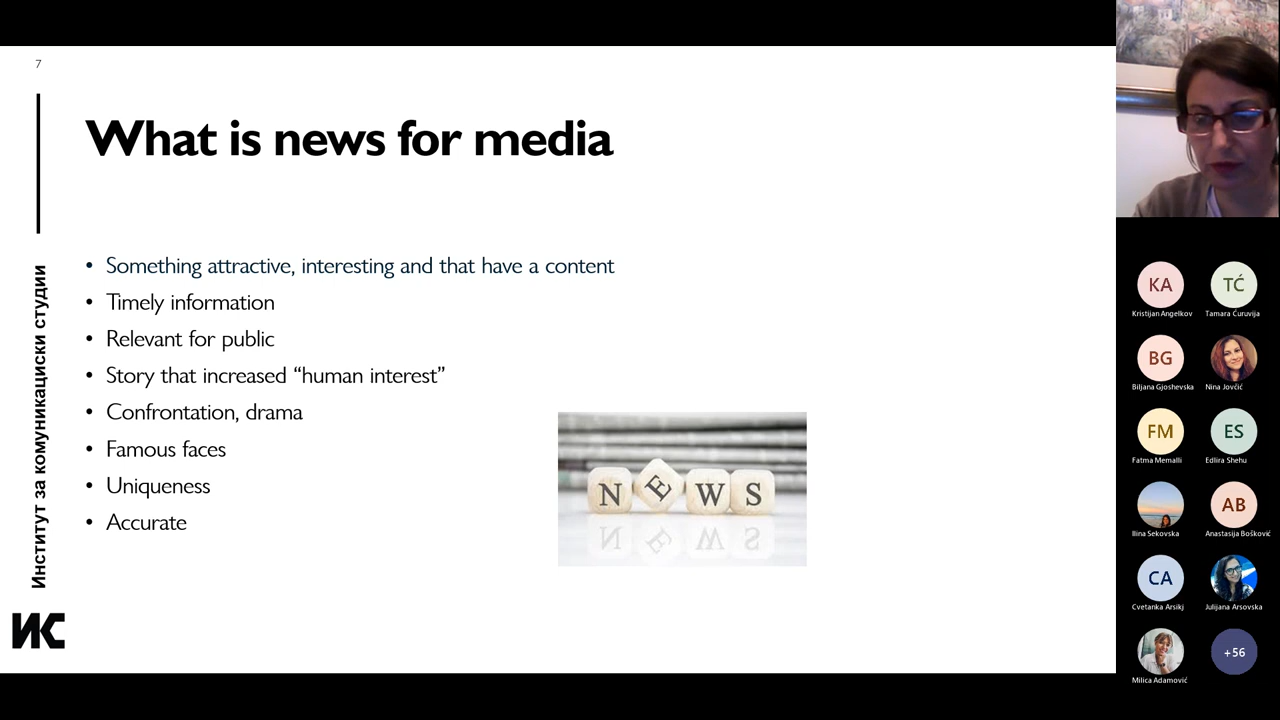 7
What is news for media
• Something attractive, interesting and that have a content
• Timely information
• Relevant for public
• Story that increased “human interest”
• Confrontation, drama
• Famous faces
• Uniqueness
• Accurate
NEWS
Институт за комуникациски студии
ИС
KA
TĆ
Kristijan Angelkov
Tamara Ćuruvija
BG
Biljana Gjoshevska
Nina Jovčić
FM
ES
Fatma Memalli
Edlira Shehu
AB
Ilina Sekovska
Anastasija Bošković
CA
Cvetanka Arsikj
Julijana Arsovska
+56
Milica Adamović